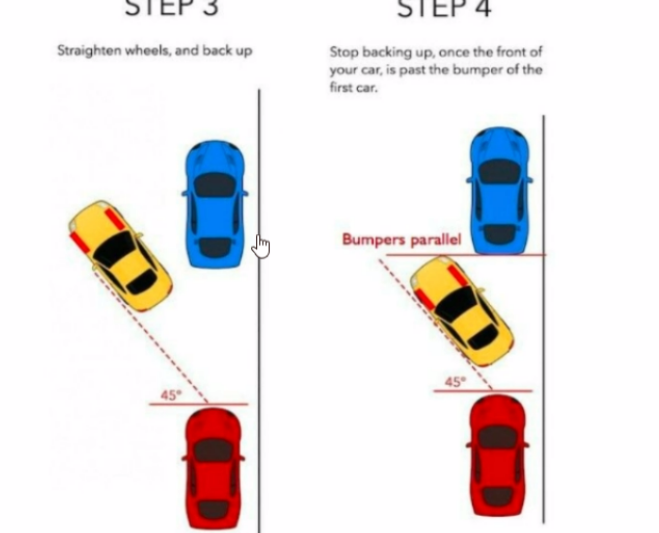 STEP 3
Straighten wheels, and back up
45°
STEP 4
Stop backing up, once the front of
your car, is past the bumper of the
first car.
Bumpers parallel
45°